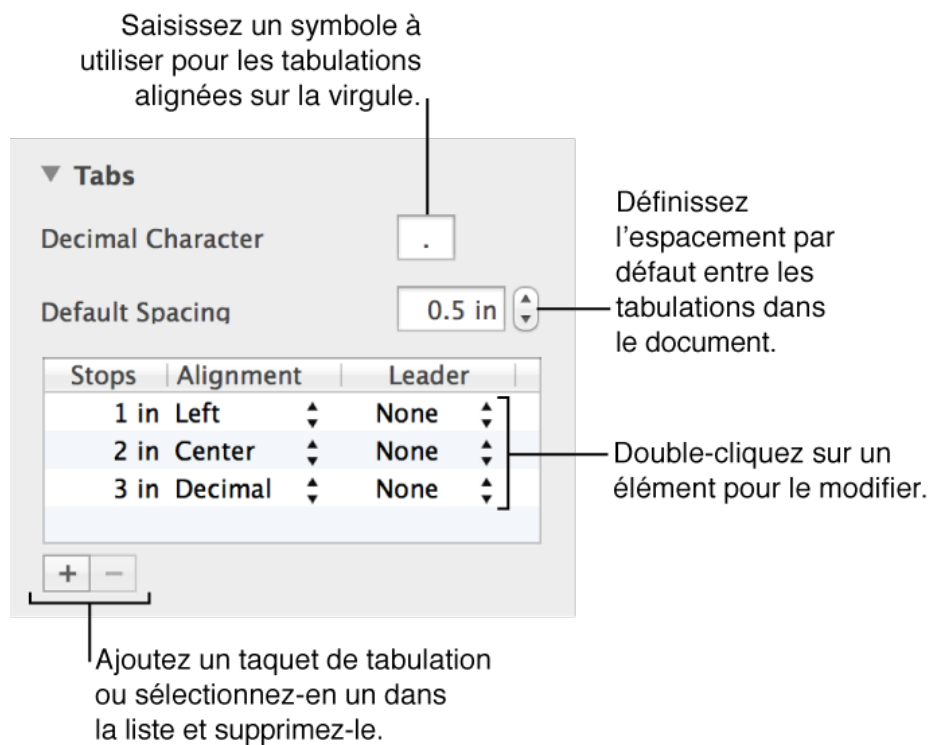 Saisissez un symbole à
utiliser pour les tabulations
alignées sur la virgule.
Tabs
Decimal Character .
Default Spacing 0.5 in
Définissez
l'espacement par
défaut entre les
tabulations dans
le document.
Stops Alignment Leader
1 in Left None
2 in Center None
3 in Decimal None
Double-cliquez sur un
élément pour le modifier.
+ −
Ajoutez un taquet de tabulation
ou sélectionnez-en un dans
la liste et supprimez-le.